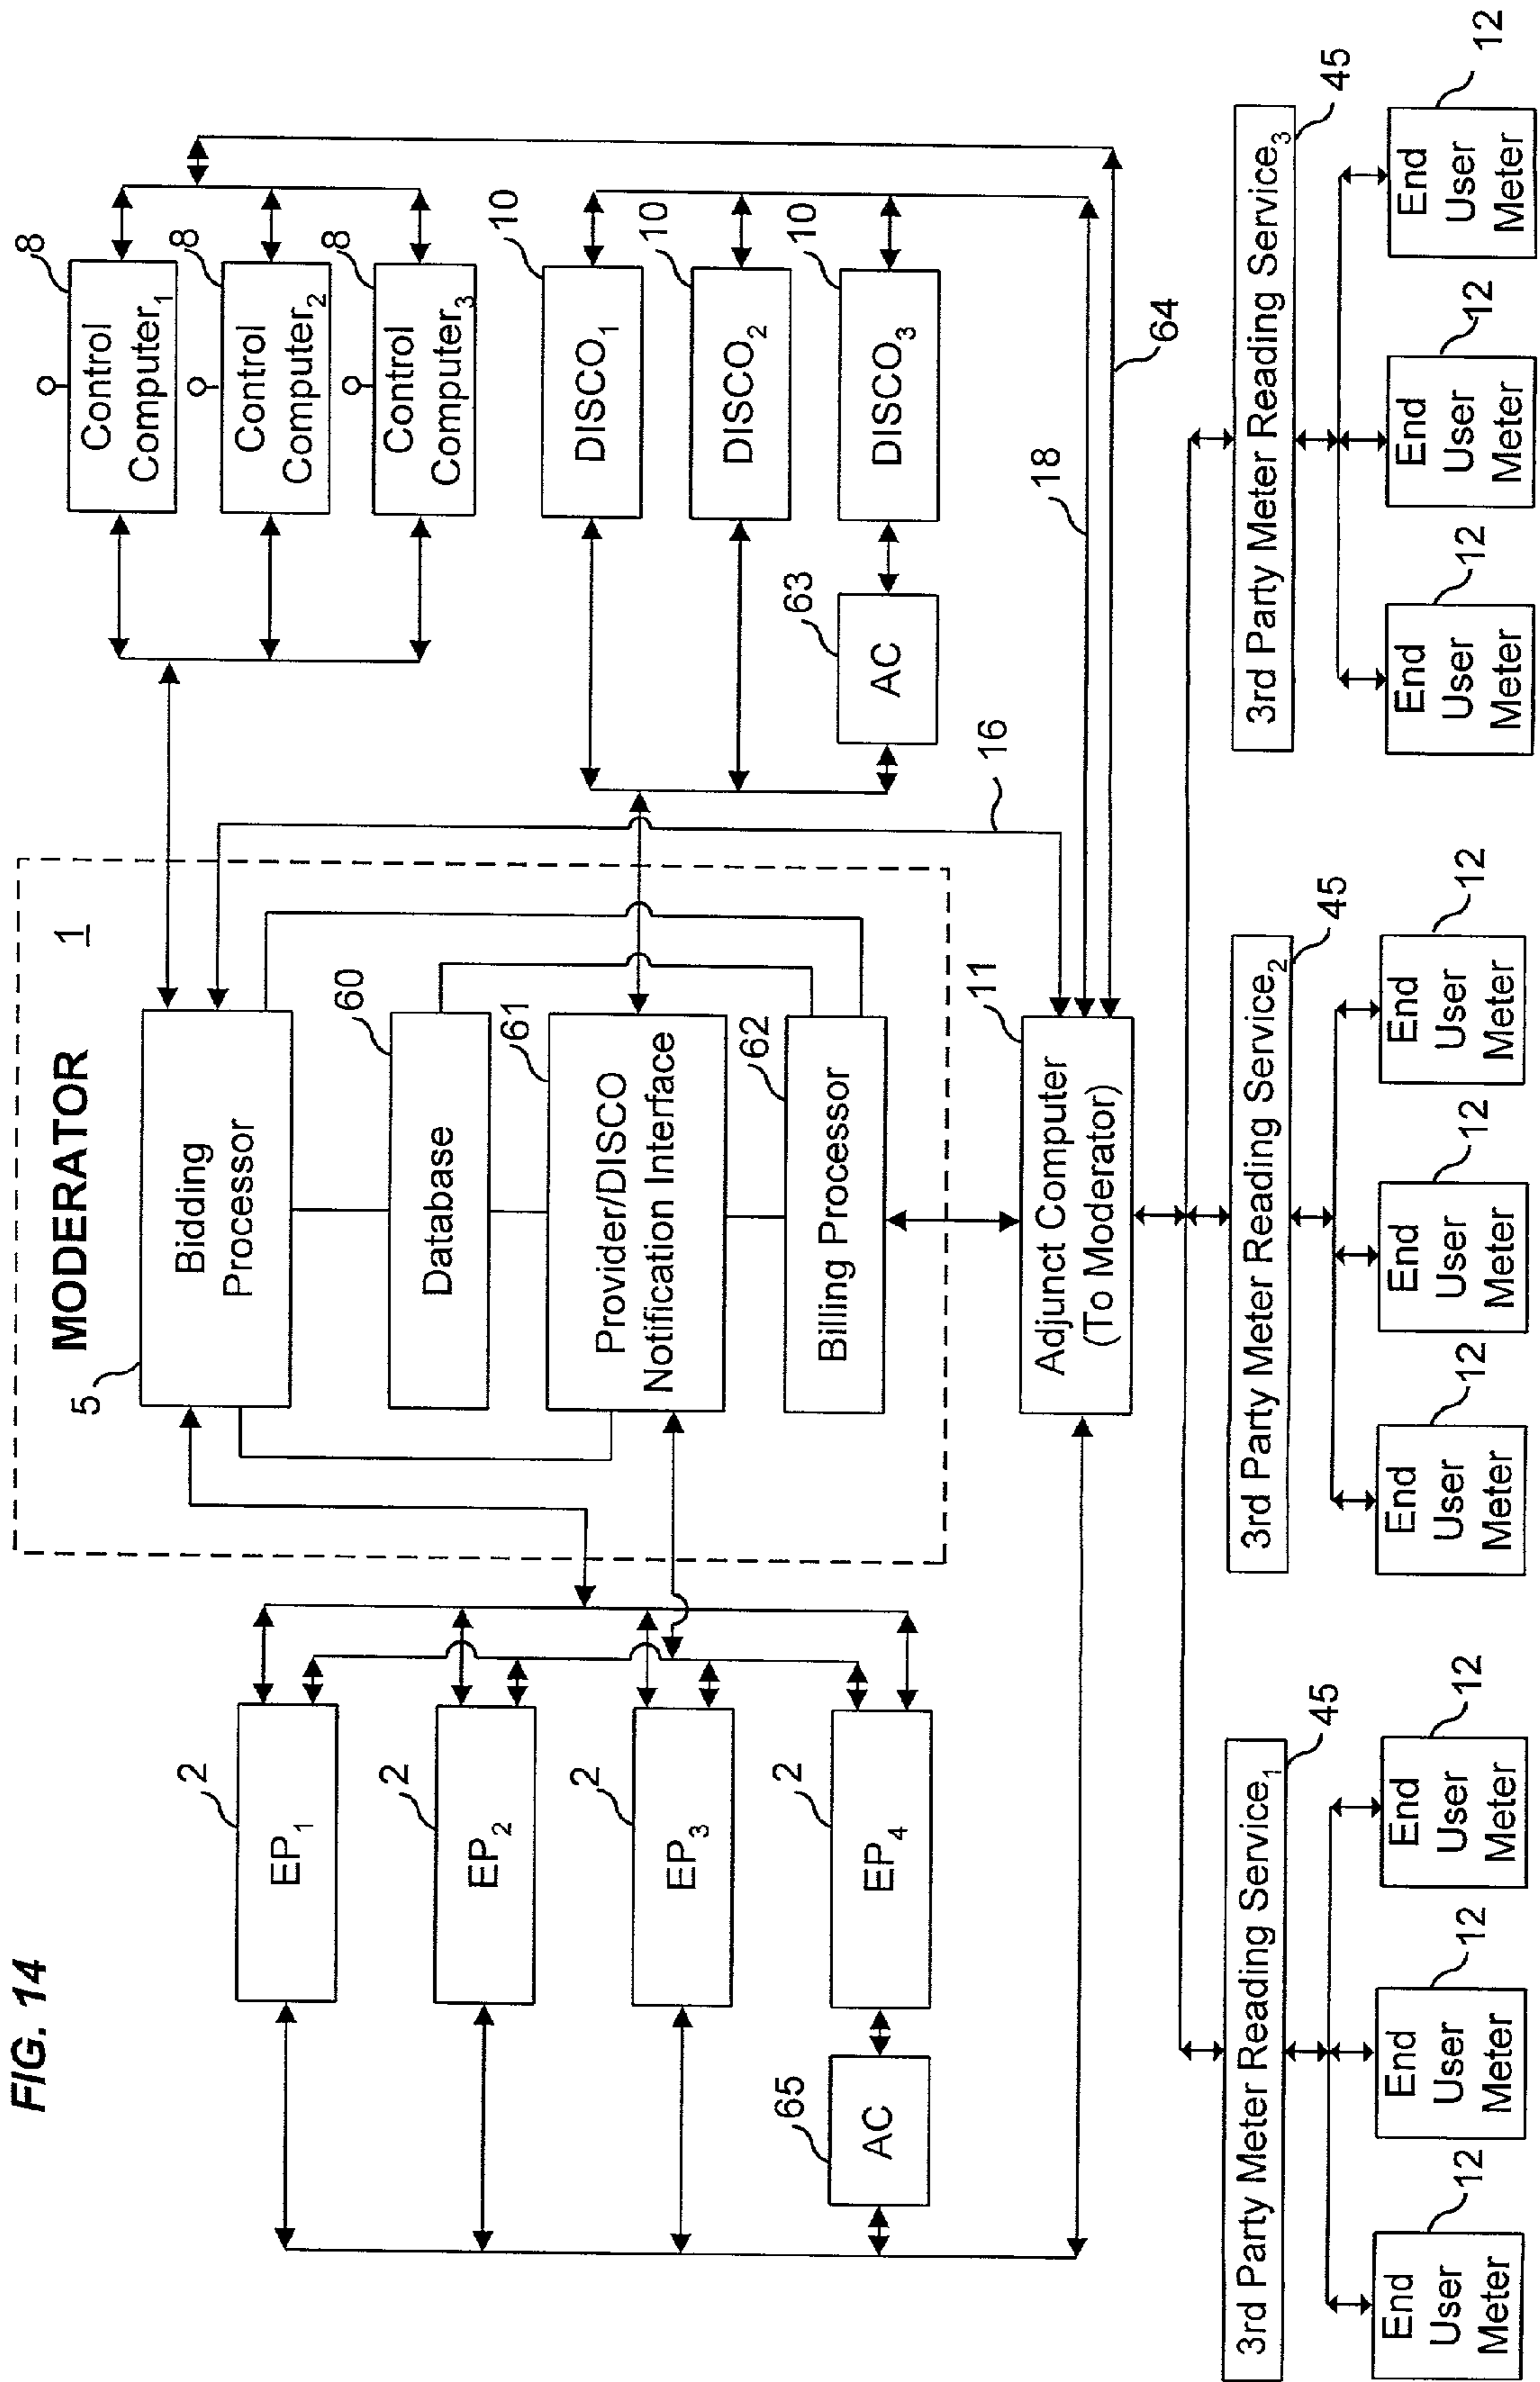 FIG. 14
MODERATOR
1
5
Bidding
Processor
60
Database
61
Provider/DISCO
Notification Interface
62
Billing Processor
11
Adjunct Computer
(To Moderator)
2
EP1
2
EP2
2
EP3
2
EP4
65
AC
8
Control
Computer1
8
Control
Computer2
8
Control
Computer3
10
DISCO1
10
DISCO2
10
DISCO3
63
AC
16
18
64
3rd Party Meter Reading Service1
45
End
User
Meter
12
End
User
Meter
12
End
User
Meter
12
3rd Party Meter Reading Service2
45
End
User
Meter
12
End
User
Meter
12
End
User
Meter
12
3rd Party Meter Reading Service3
45
End
User
Meter
12
End
User
Meter
12
End
User
Meter
12